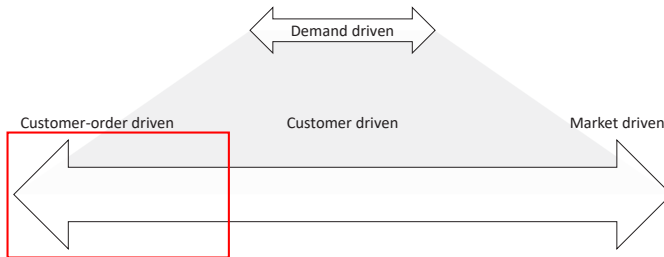 Demand driven
Customer-order driven
Customer driven
Market driven